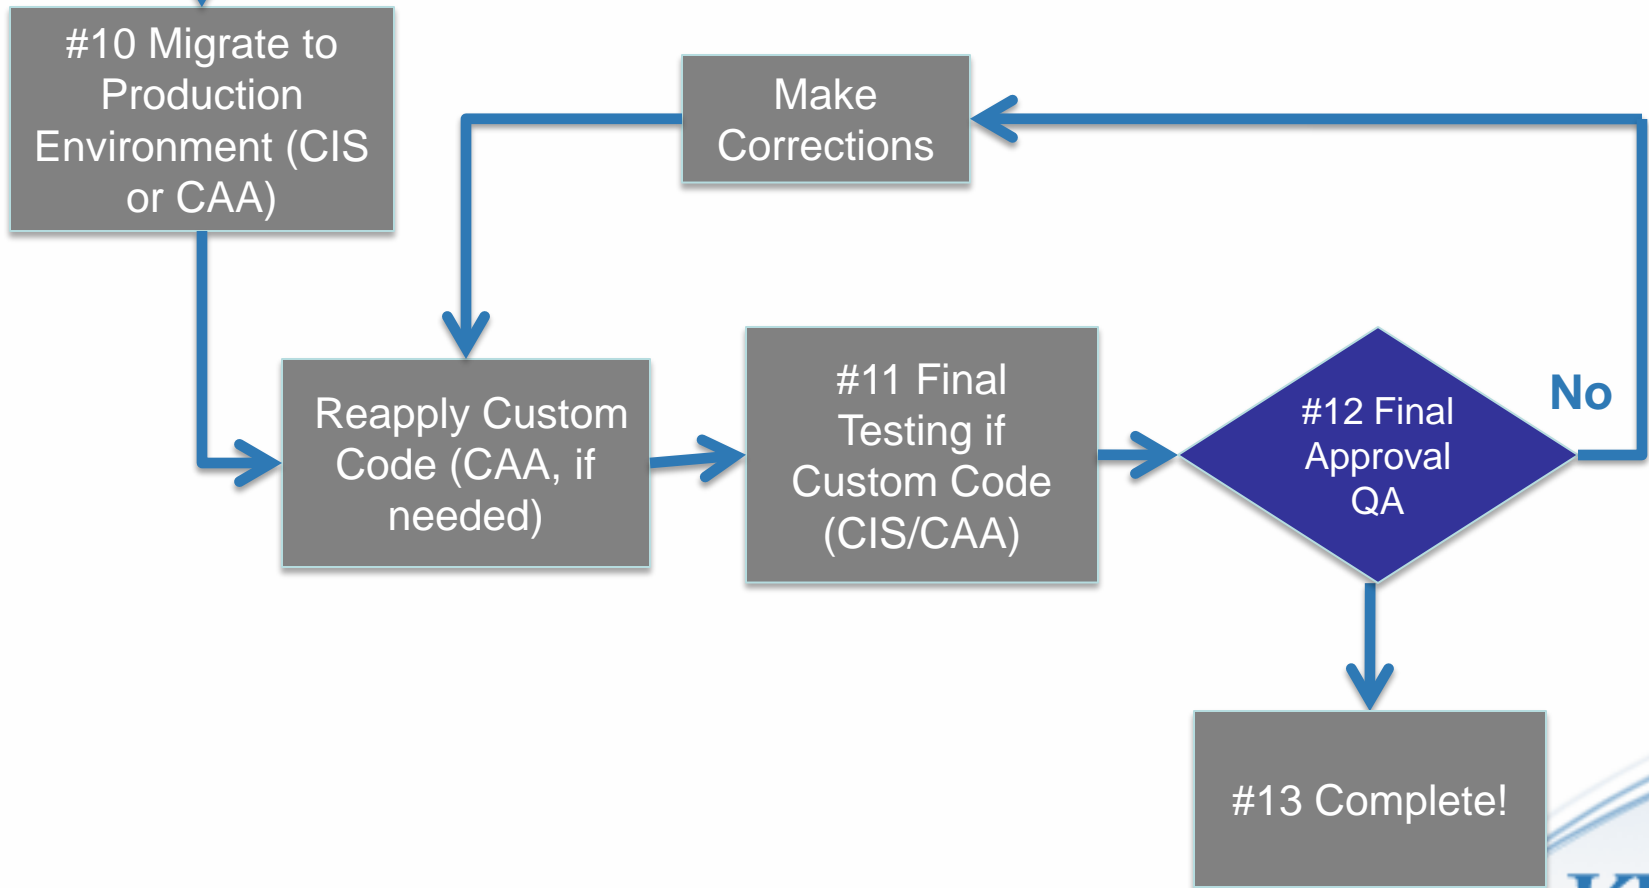 #10 Migrate to
Production
Environment (CIS
or CAA)
Make
Corrections
Reapply Custom
Code (CAA, if
needed)
#11 Final
Testing if
Custom Code
(CIS/CAA)
#12 Final
Approval
QA
No
#13 Complete!